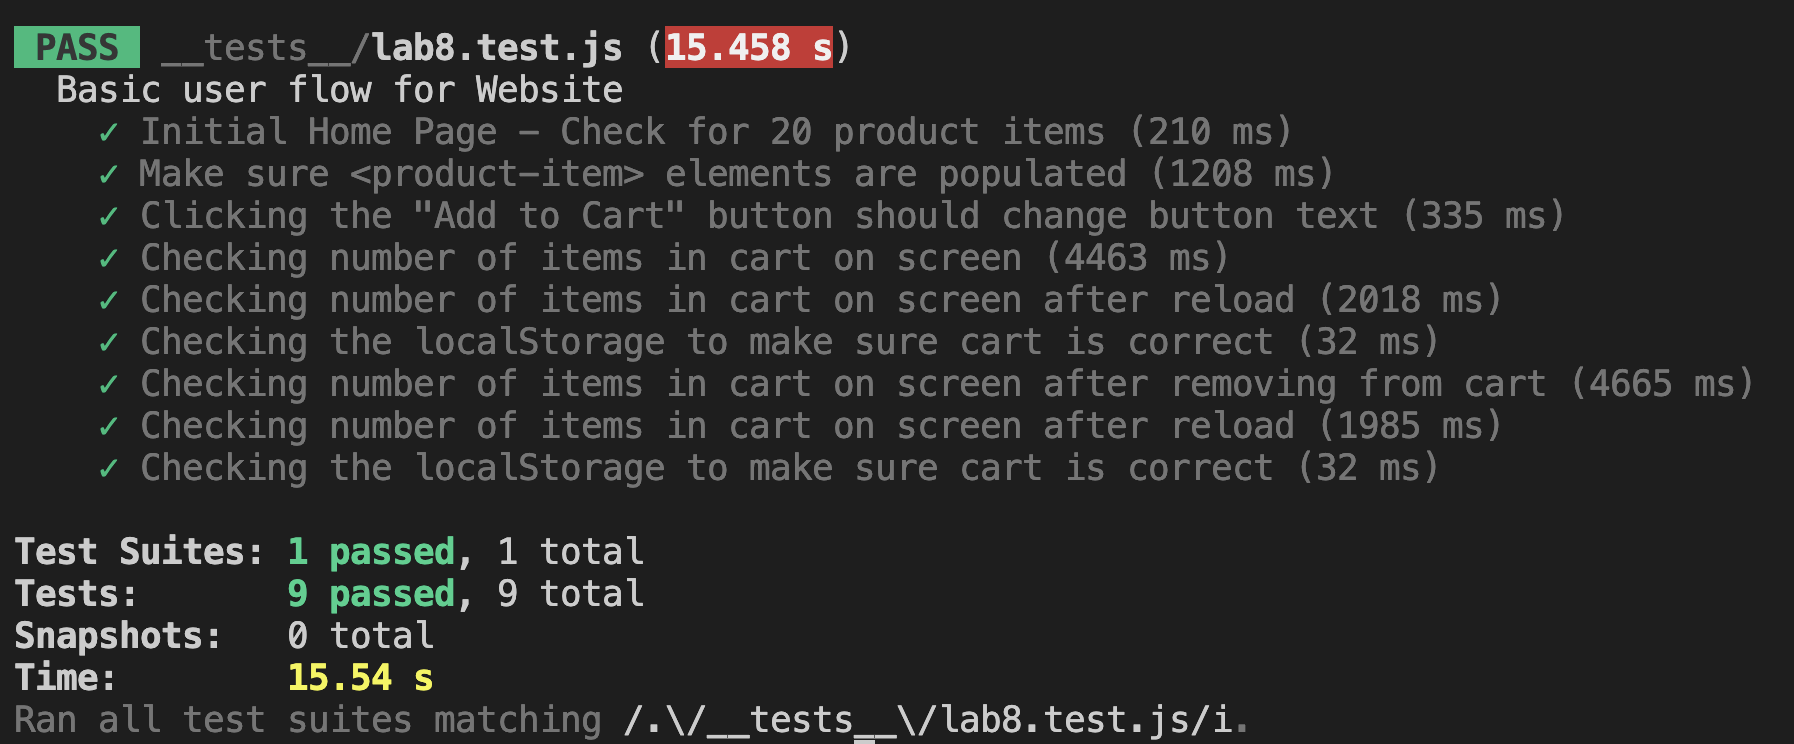 PASS __tests__/lab8.test.js (15.458 s)
Basic user flow for Website
✓ Initial Home Page – Check for 20 product items (210 ms)
✓ Make sure <product-item> elements are populated (1208 ms)
✓ Clicking the "Add to Cart" button should change button text (335 ms)
✓ Checking number of items in cart on screen (4463 ms)
✓ Checking number of items in cart on screen after reload (2018 ms)
✓ Checking the localStorage to make sure cart is correct (32 ms)
✓ Checking number of items in cart on screen after removing from cart (4665 ms)
✓ Checking number of items in cart on screen after reload (1985 ms)
✓ Checking the localStorage to make sure cart is correct (32 ms)
Test Suites: 1 passed, 1 total
Tests: 9 passed, 9 total
Snapshots: 0 total
Time: 15.54 s
Ran all test suites matching /.\/__tests__\/lab8.test.js/i.